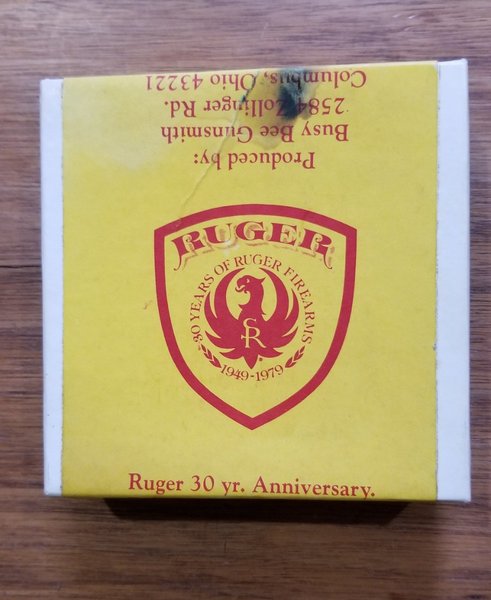 Produced by:
Busy Bee Gunsmith
2584 Zollinger Rd.
Columbus, Ohio 43221
RUGER
30 YEARS OF RUGER FIREARMS
SR
1949-1979
Ruger 30 yr. Anniversary.